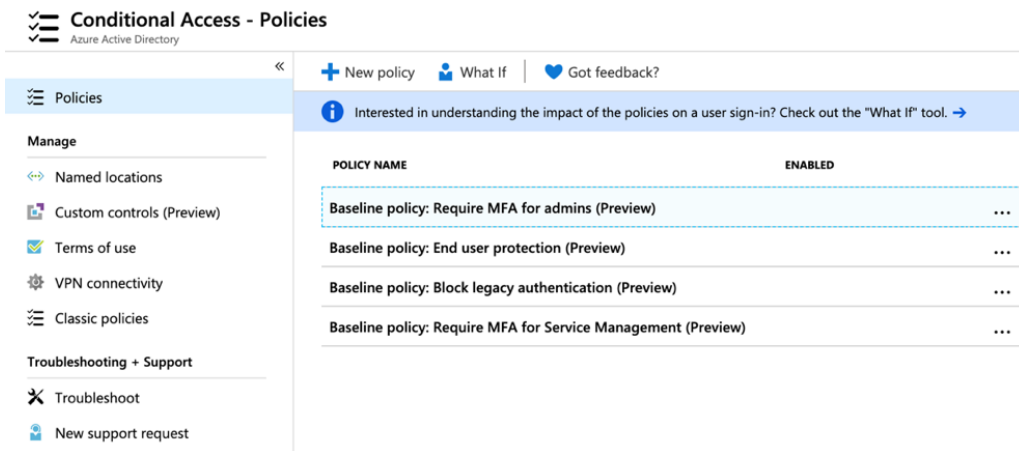 Conditional Access - Policies
Azure Active Directory
«
Policies
Manage
Named locations
Custom controls (Preview)
Terms of use
VPN connectivity
Classic policies
Troubleshooting + Support
Troubleshoot
New support request
New policy What If Got feedback?
Interested in understanding the impact of the policies on a user sign-in? Check out the "What If" tool. →
POLICY NAME ENABLED
Baseline policy: Require MFA for admins (Preview) ...
Baseline policy: End user protection (Preview) ...
Baseline policy: Block legacy authentication (Preview) ...
Baseline policy: Require MFA for Service Management (Preview) ...